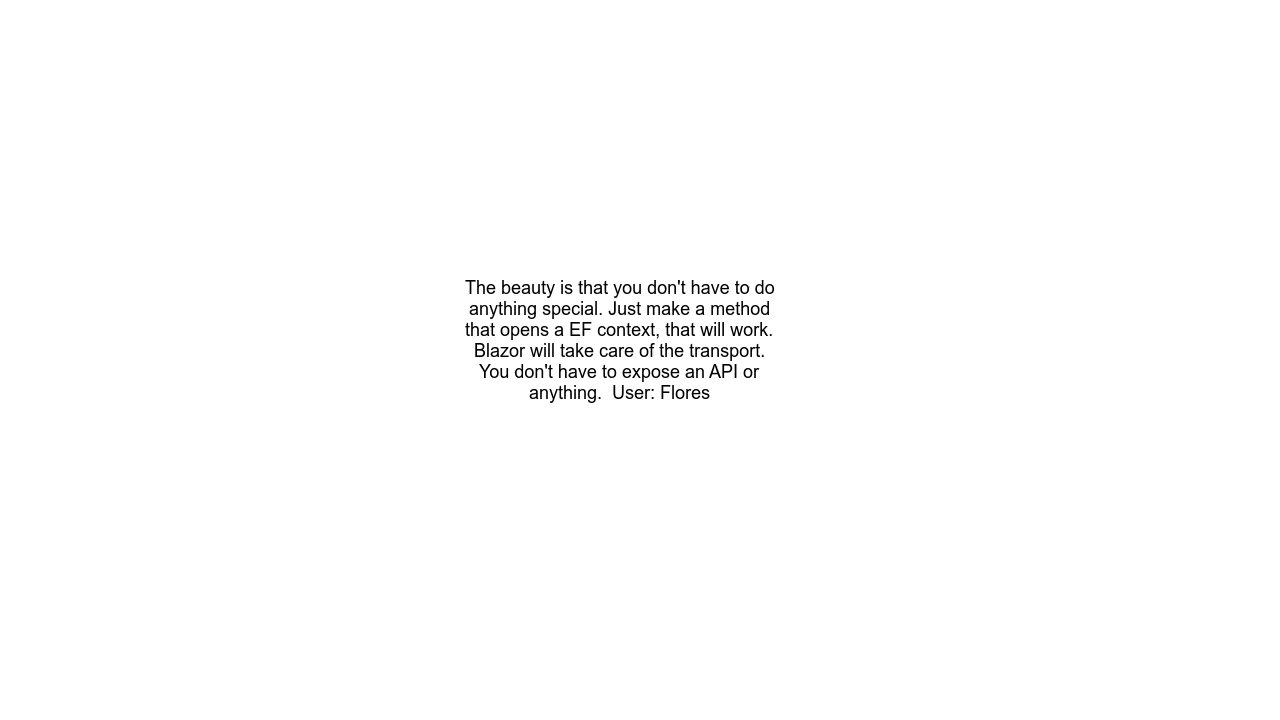 The beauty is that you don't have to do
anything special. Just make a method
that opens a EF context, that will work.
Blazor will take care of the transport.
You don't have to expose an API or
anything.  User: Flores